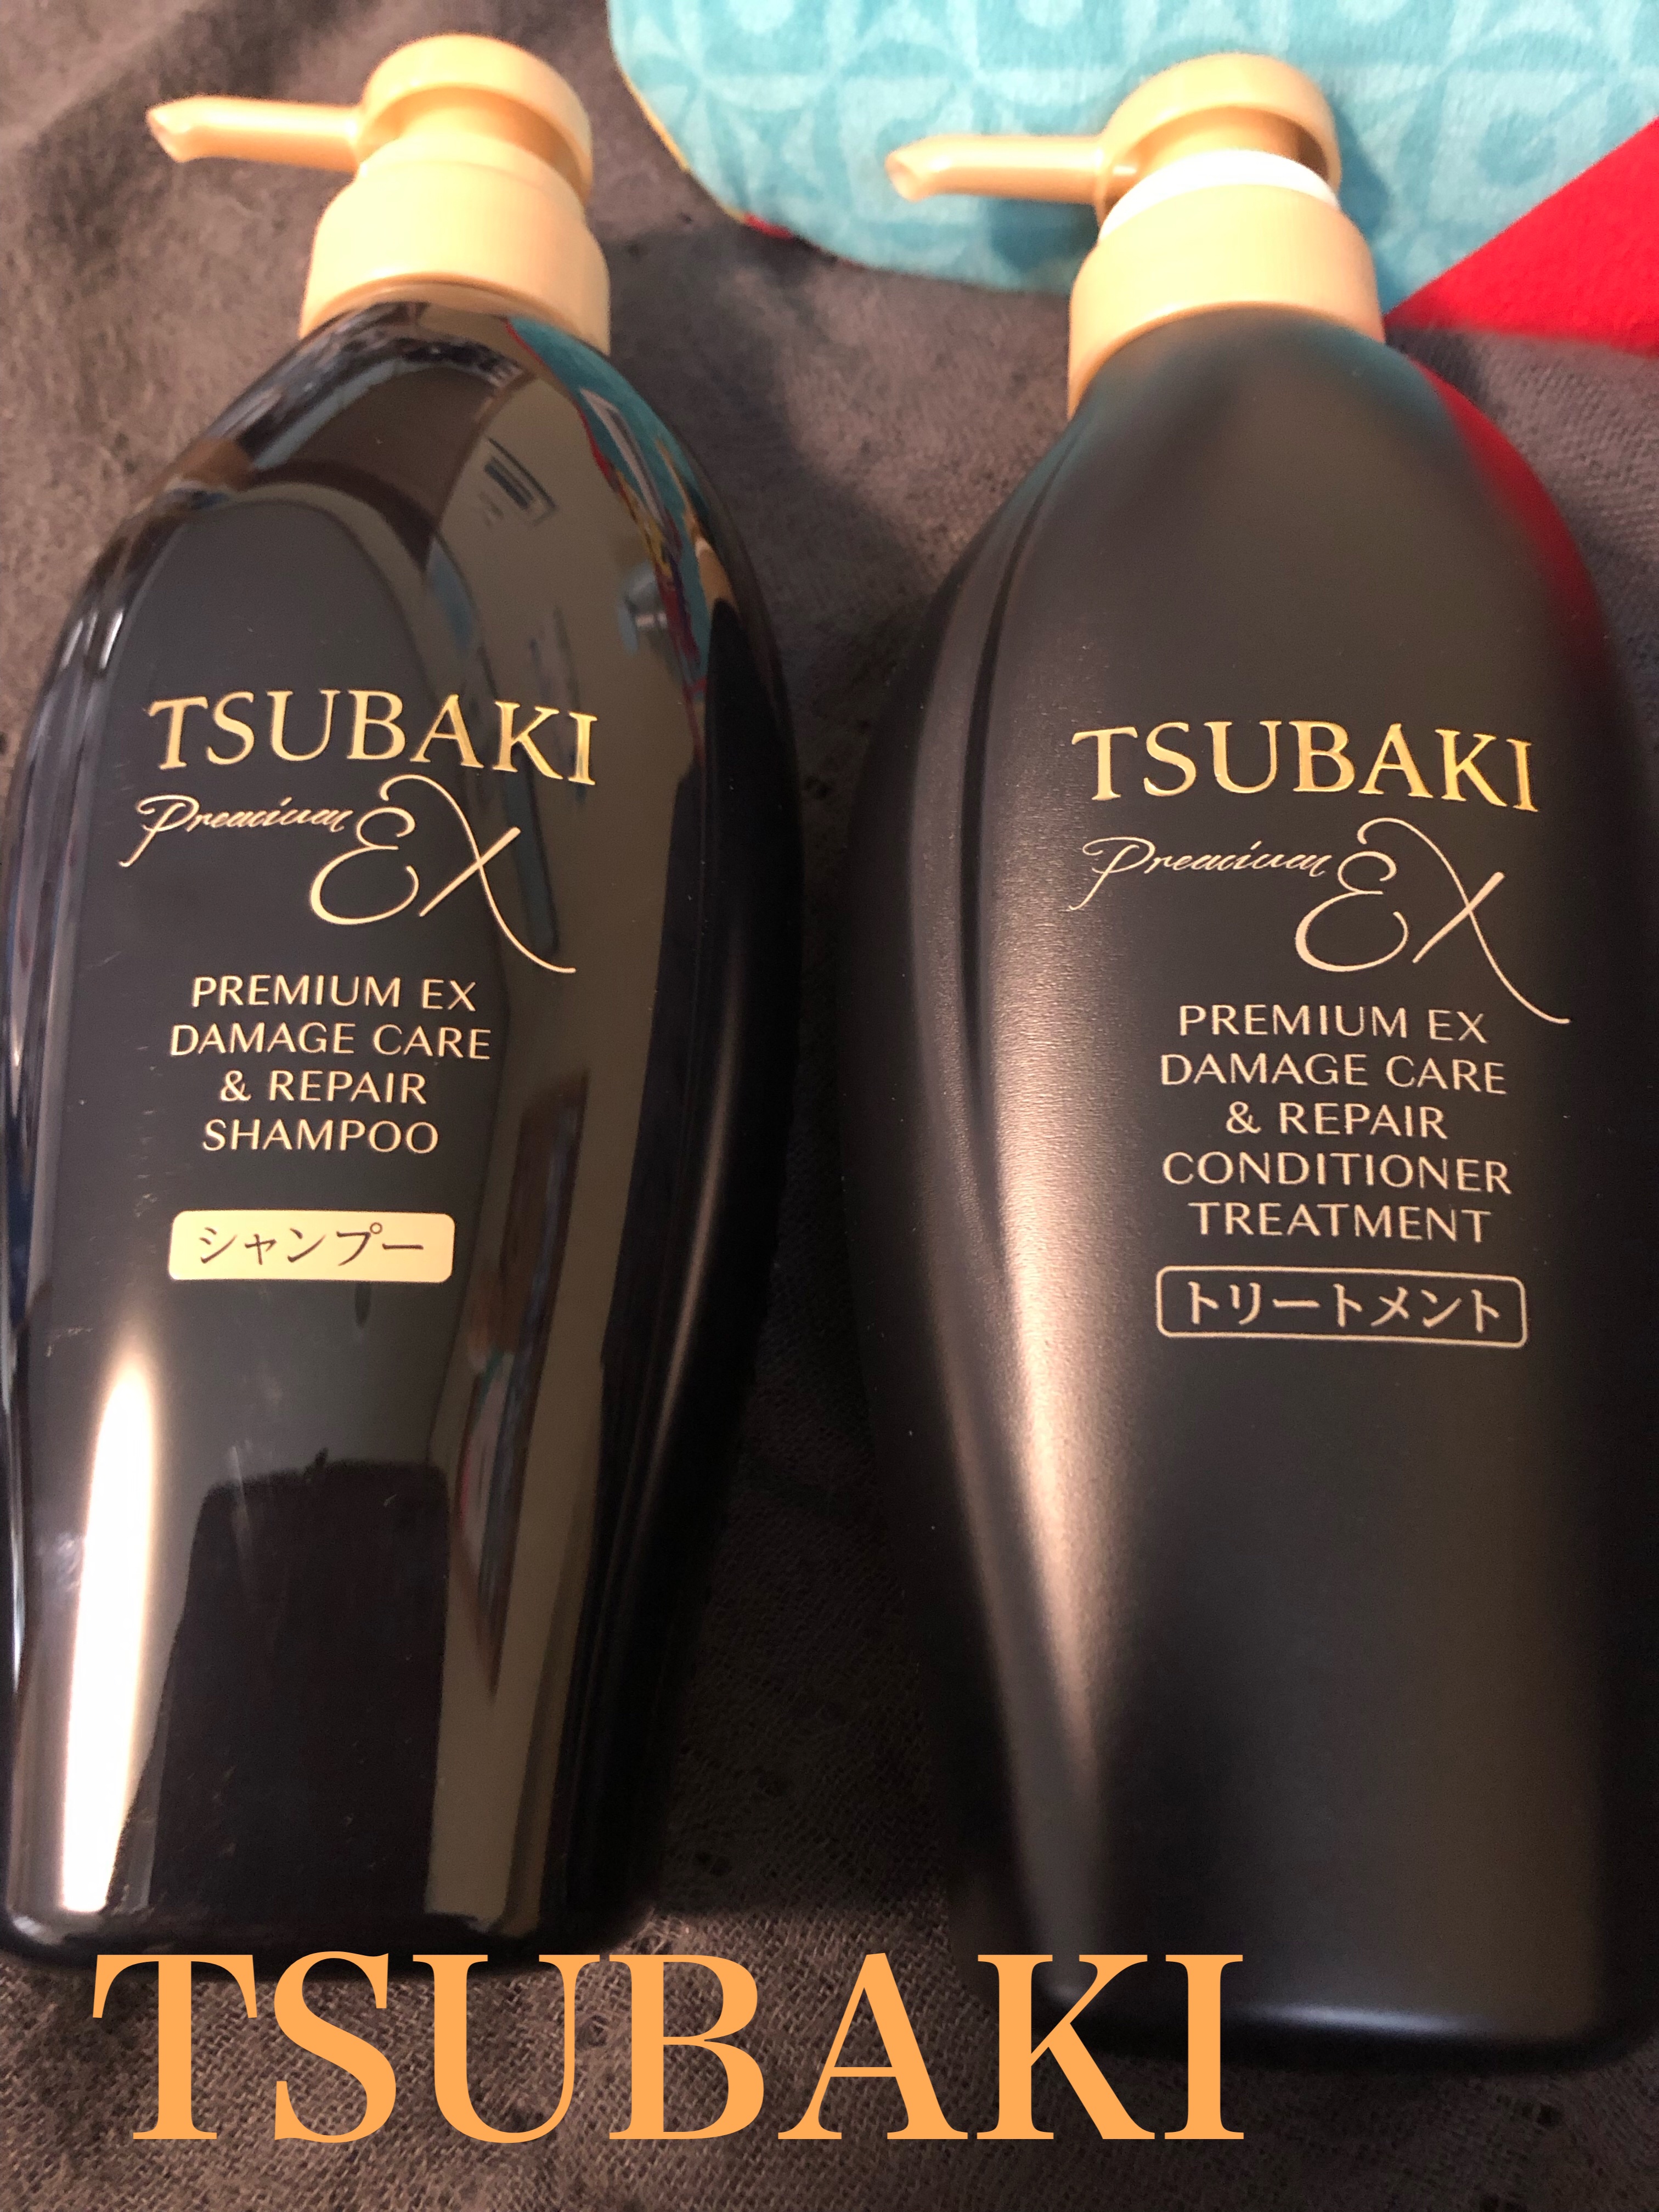 TSUBAKI
Premium EX
PREMIUM EX
DAMAGE CARE
& REPAIR
SHAMPOO
シャンプー
TSUBAKI
Premium EX
PREMIUM EX
DAMAGE CARE
& REPAIR
CONDITIONER
TREATMENT
トリートメント
TSUBAKI